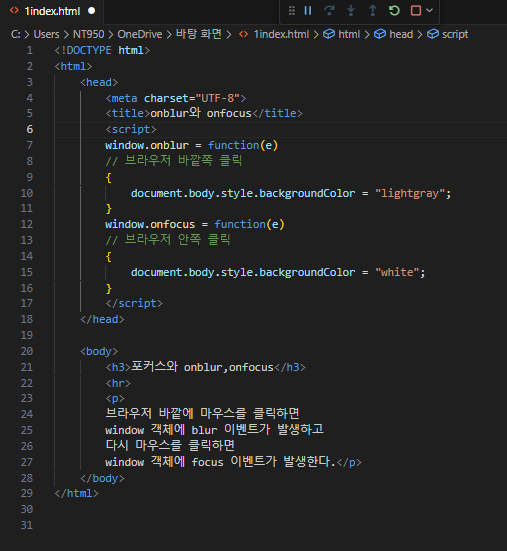 1index.html
C: > Users > NT950 > OneDrive > 바탕 화면 > 1index.html > html > head > script
1 <!DOCTYPE html>
2 <html>
3 <head>
4 <meta charset="UTF-8">
5 <title>onblur와 onfocus</title>
6 <script>
7 window.onblur = function(e)
8 // 브라우저 바깥쪽 클릭
9 {
10 document.body.style.backgroundColor = "lightgray";
11 }
12 window.onfocus = function(e)
13 // 브라우저 안쪽 클릭
14 {
15 document.body.style.backgroundColor = "white";
16 }
17 </script>
18 </head>
19
20 <body>
21 <h3>포커스와 onblur,onfocus</h3>
22 <hr>
23 <p>
24 브라우저 바깥에 마우스를 클릭하면
25 window 객체에 blur 이벤트가 발생하고
26 다시 마우스를 클릭하면
27 window 객체에 focus 이벤트가 발생한다.</p>
28 </body>
29 </html>
30
31